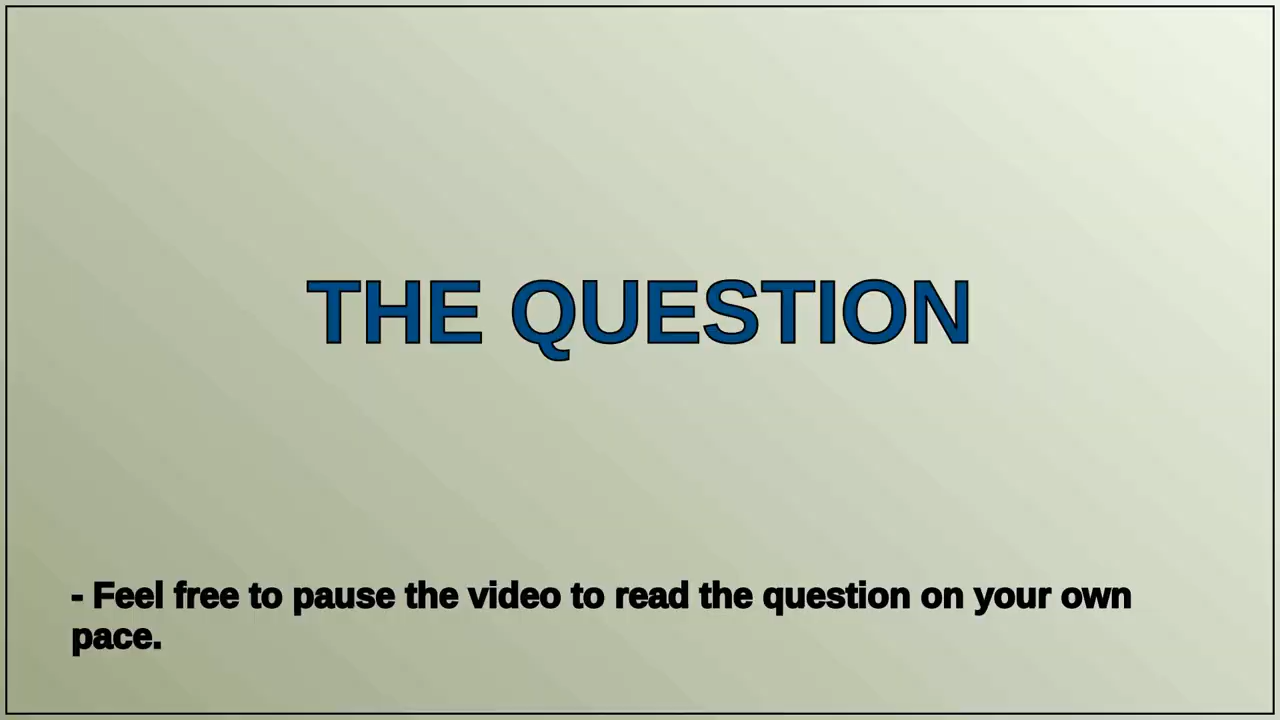 THE QUESTION
- Feel free to pause the video to read the question on your own
pace.